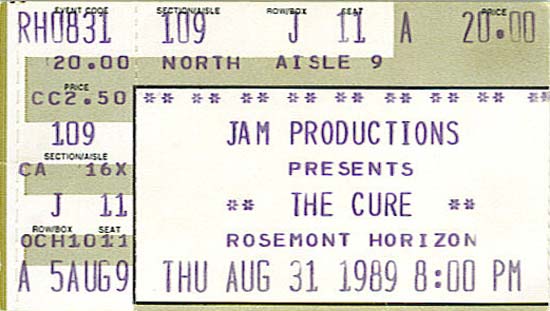 EVENT CODE SECTION/AISLE ROW/BOX SEAT PRICE
RH0831 109 J 11 A 20.00
20.00 NORTH AISLE 9
PRICE
CC2.50
** ** ** ** ** ** ** ** ** **
109 JAM PRODUCTIONS
SECTION/AISLE
CA 16X PRESENTS
J 11 ** THE CURE **
ROW/BOX SEAT
OCH1011 ROSEMONT HORIZON
A 5AUG9 THU AUG 31 1989 8:00 PM